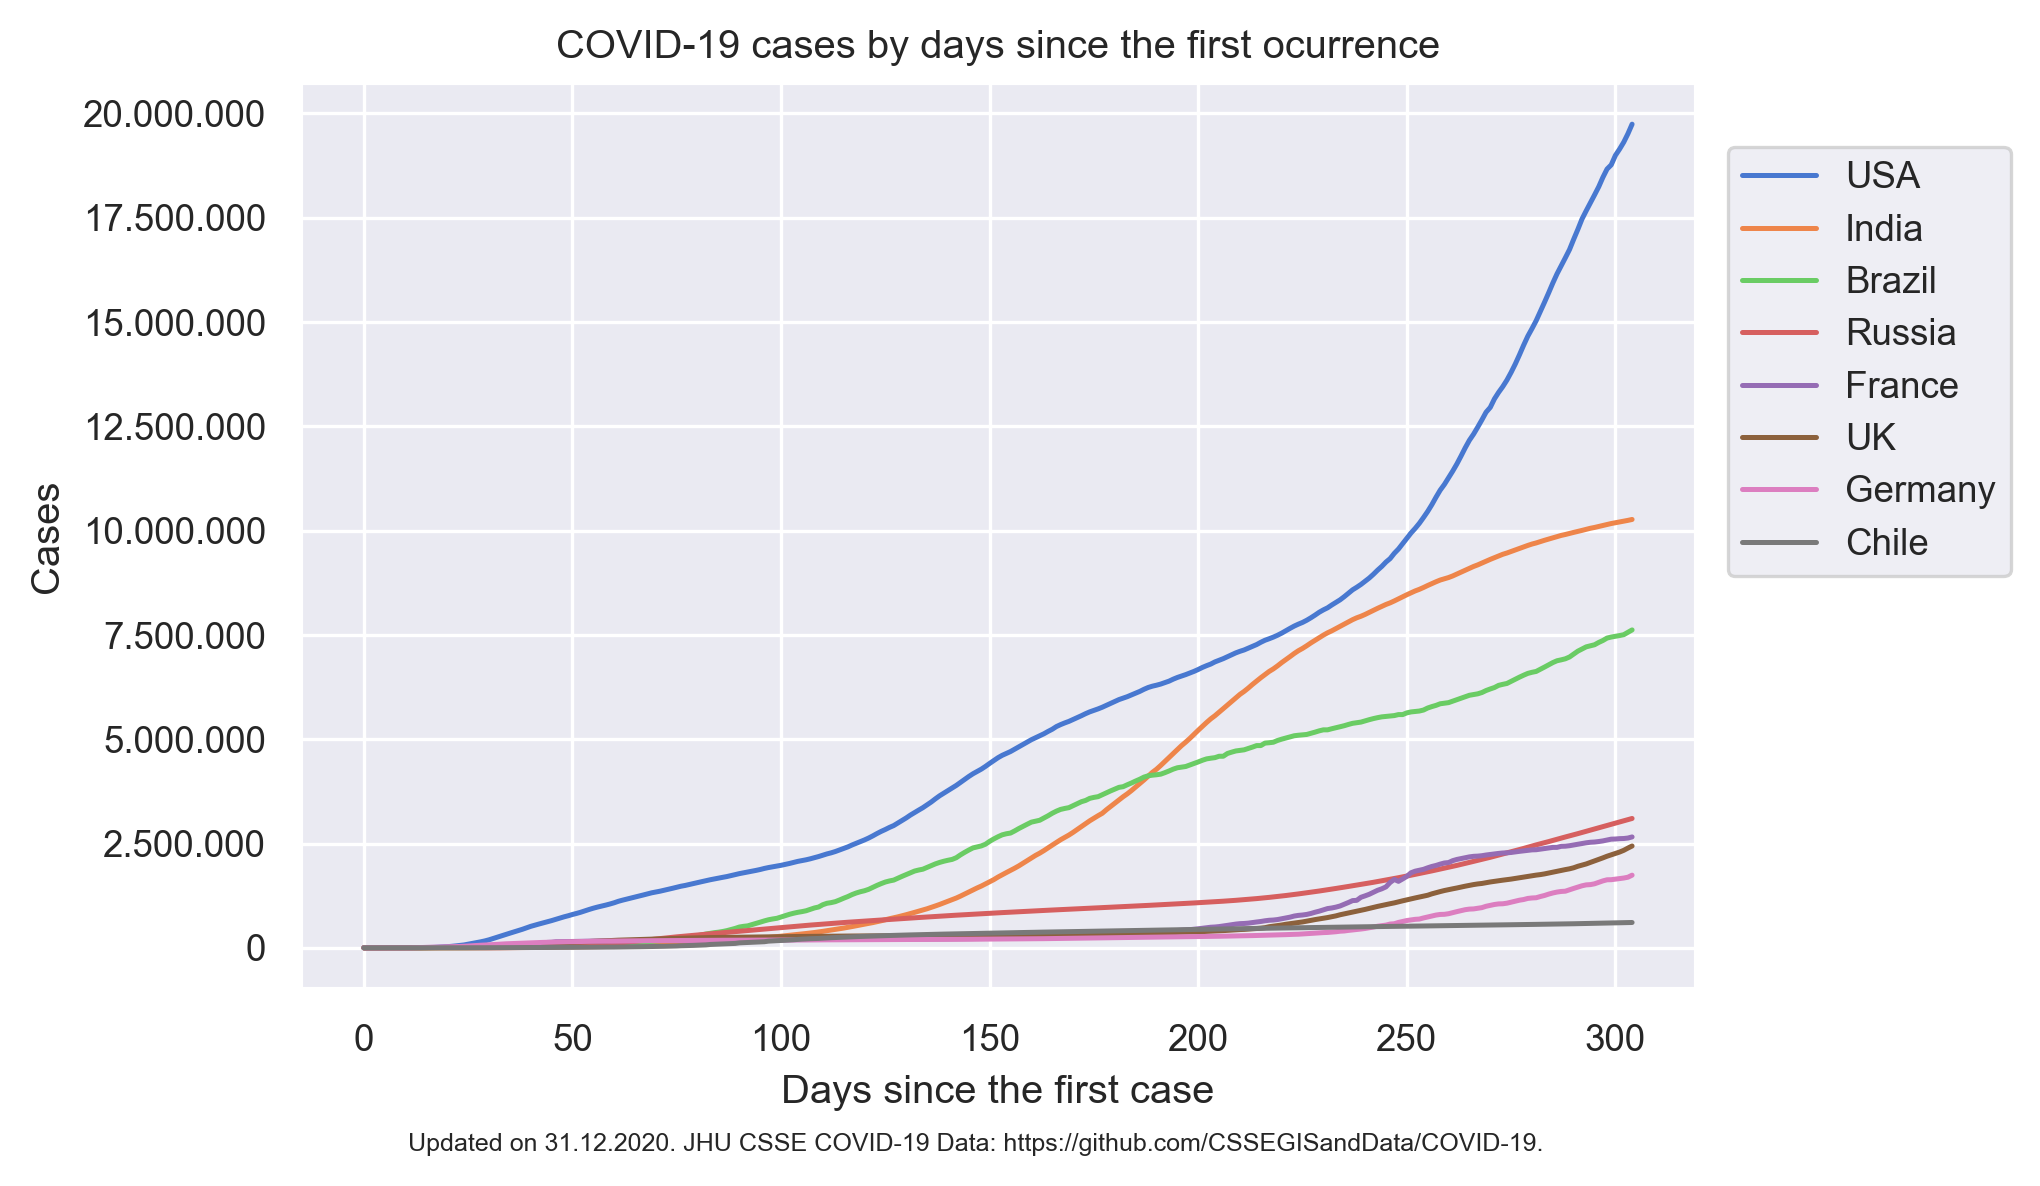 COVID-19 cases by days since the first ocurrence
20.000.000
17.500.000
15.000.000
12.500.000
10.000.000
7.500.000
5.000.000
2.500.000
0
Cases
0 50 100 150 200 250 300
Days since the first case
USA
India
Brazil
Russia
France
UK
Germany
Chile
Updated on 31.12.2020. JHU CSSE COVID-19 Data: https://github.com/CSSEGISandData/COVID-19.